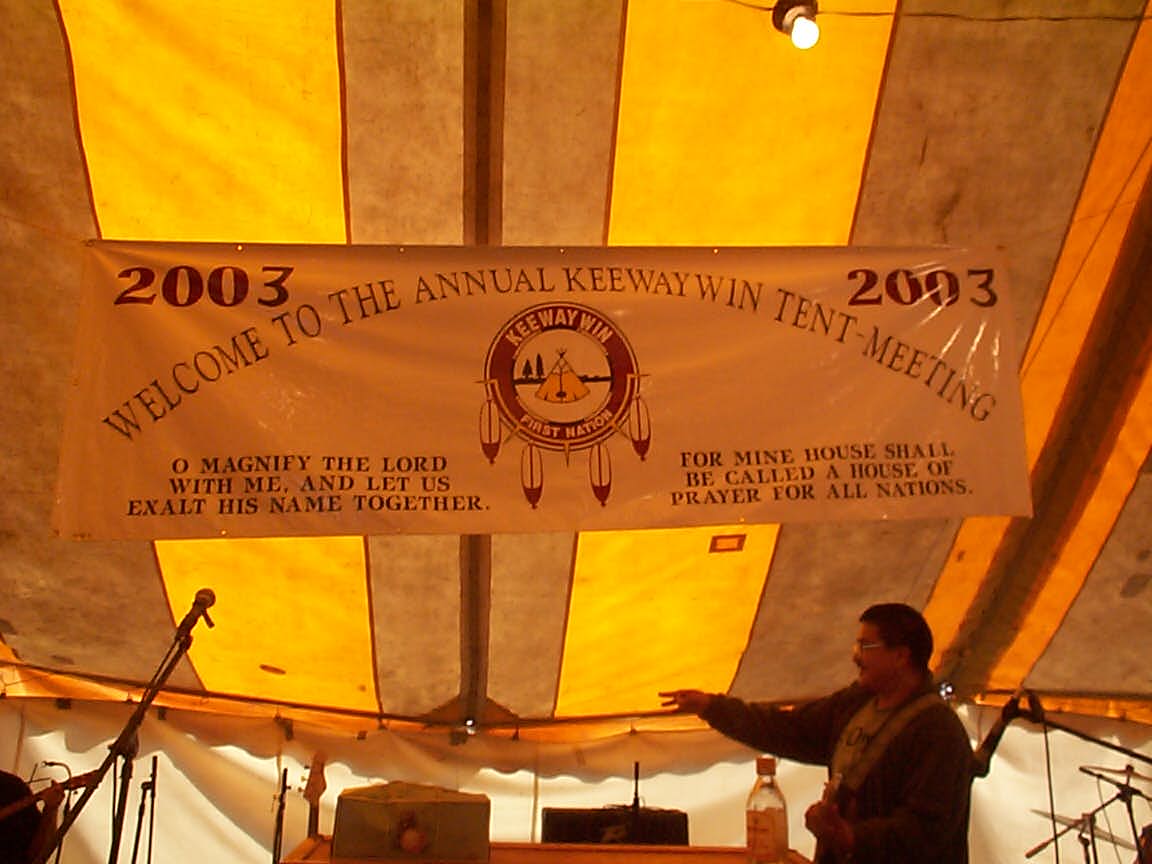 2003
2003
WELCOME TO THE ANNUAL KEEWAYWIN TENT-MEETING
KEEWAYWIN
FIRST NATION
O MAGNIFY THE LORD
WITH ME, AND LET US
EXALT HIS NAME TOGETHER.
FOR MINE HOUSE SHALL
BE CALLED A HOUSE OF
PRAYER FOR ALL NATIONS.